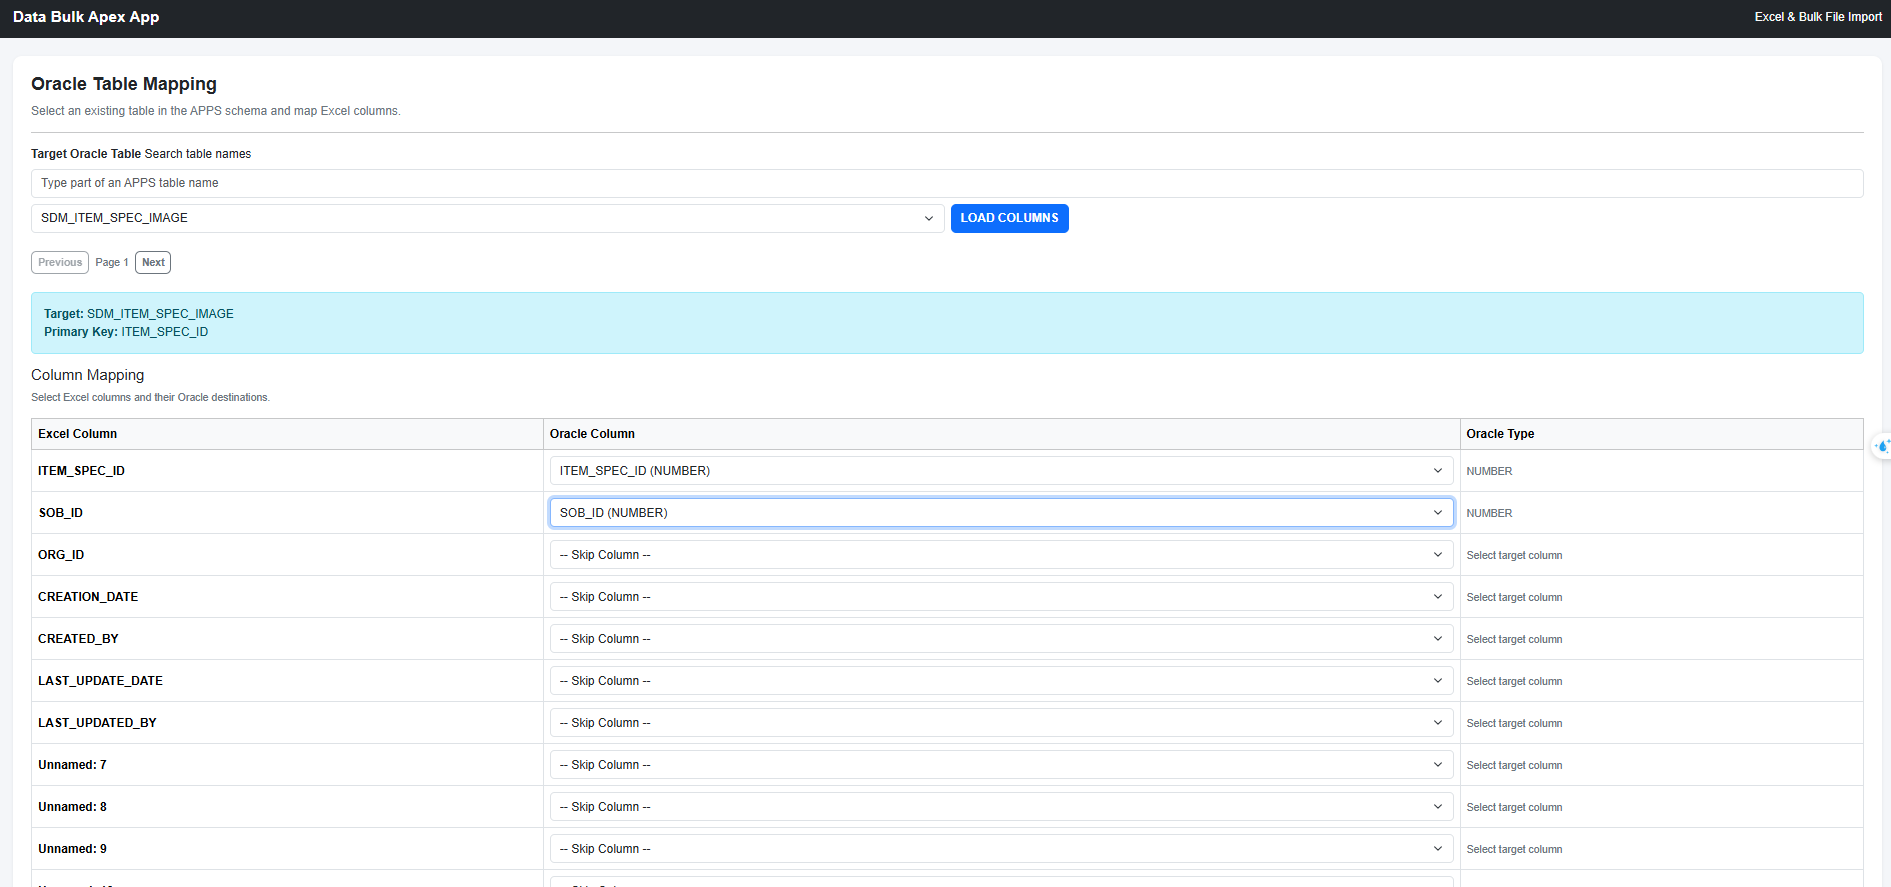 Data Bulk Apex App
Excel & Bulk File Import
Oracle Table Mapping
Select an existing table in the APPS schema and map Excel columns.
Target Oracle Table Search table names
Type part of an APPS table name
SDM_ITEM_SPEC_IMAGE
LOAD COLUMNS
Previous Page 1 Next
Target: SDM_ITEM_SPEC_IMAGE
Primary Key: ITEM_SPEC_ID
Column Mapping
Select Excel columns and their Oracle destinations.
Excel Column Oracle Column Oracle Type
ITEM_SPEC_ID ITEM_SPEC_ID (NUMBER) NUMBER
SOB_ID SOB_ID (NUMBER) NUMBER
ORG_ID -- Skip Column -- Select target column
CREATION_DATE -- Skip Column -- Select target column
CREATED_BY -- Skip Column -- Select target column
LAST_UPDATE_DATE -- Skip Column -- Select target column
LAST_UPDATED_BY -- Skip Column -- Select target column
Unnamed: 7 -- Skip Column -- Select target column
Unnamed: 8 -- Skip Column -- Select target column
Unnamed: 9 -- Skip Column -- Select target column